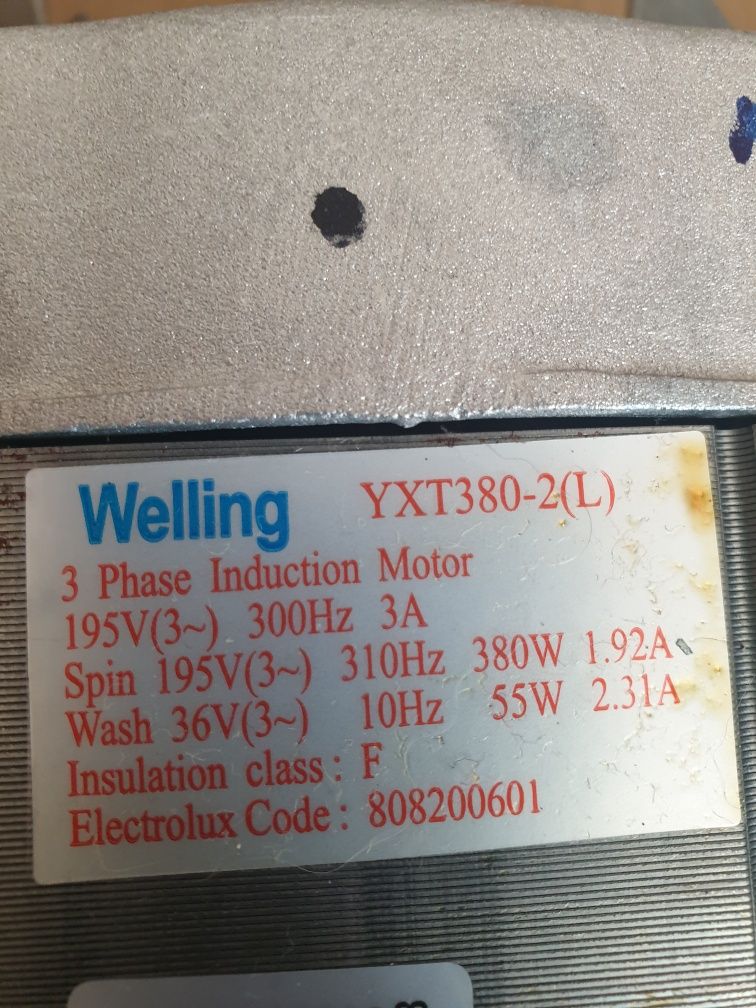 Welling YXT380-2(L)
3 Phase Induction Motor
195V(3~) 300Hz 3A
Spin 195V(3~) 310Hz 380W 1.92A
Wash 36V(3~) 10Hz 55W 2.31A
Insulation class: F
Electrolux Code: 808200601